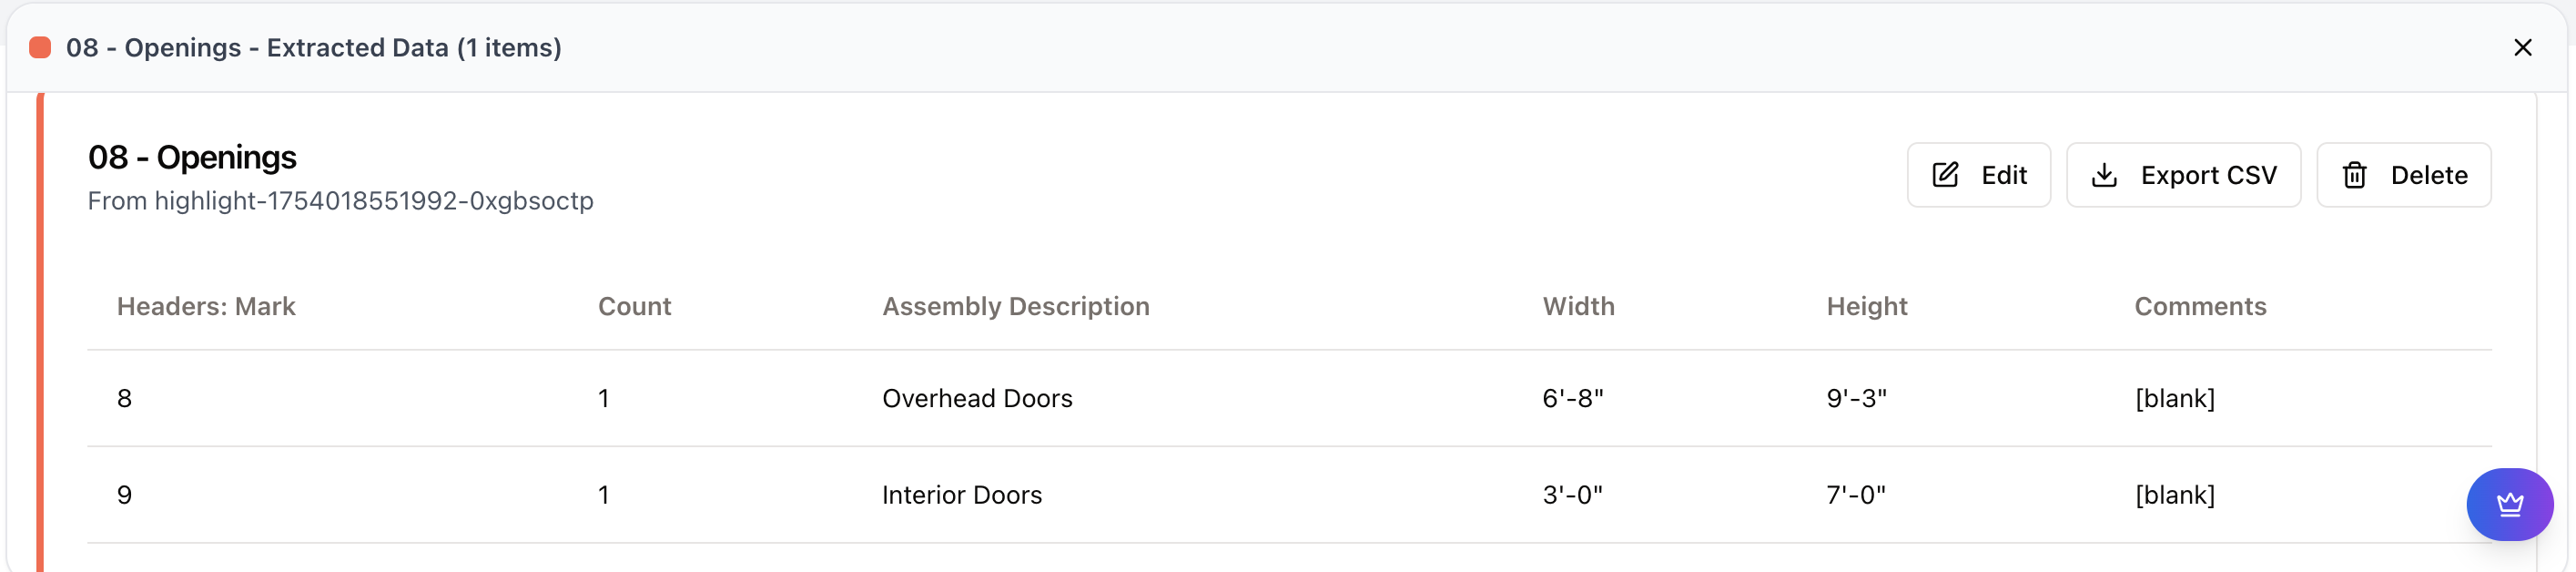 08 - Openings - Extracted Data (1 items)
08 - Openings
From highlight-1754018551992-0xgbsoctp
Edit
Export CSV
Delete
Headers: Mark Count Assembly Description Width Height Comments
8 1 Overhead Doors 6'-8" 9'-3" [blank]
9 1 Interior Doors 3'-0" 7'-0" [blank]